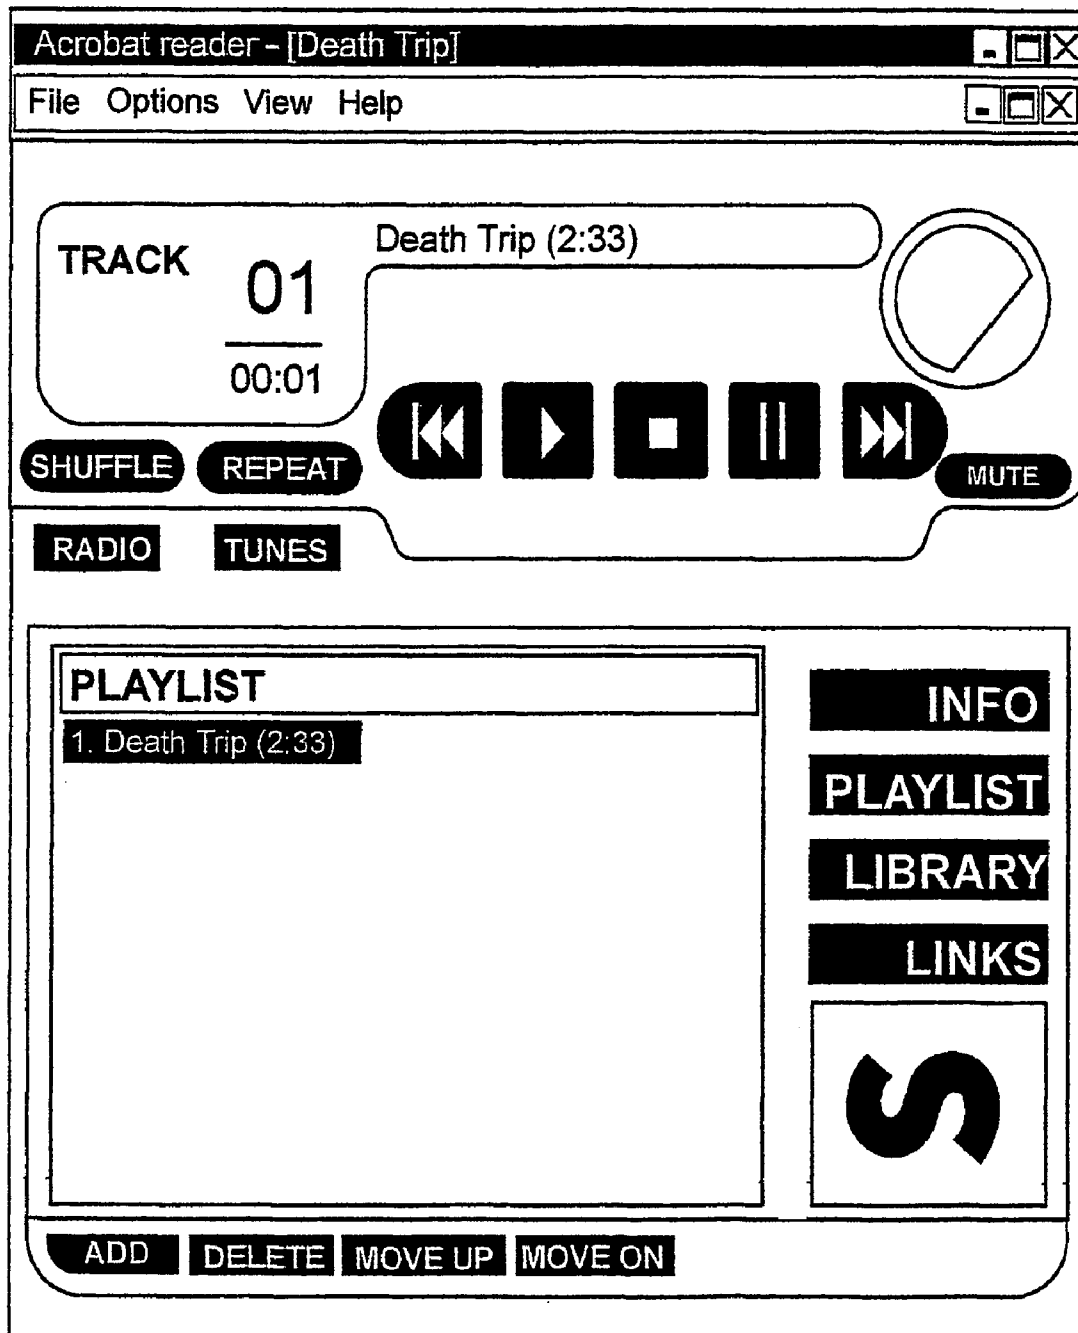 Acrobat reader - [Death Trip]
File Options View Help
Death Trip (2:33)
TRACK
01
00:01
SHUFFLE REPEAT
MUTE
RADIO TUNES
PLAYLIST
1. Death Trip (2:33)
INFO
PLAYLIST
LIBRARY
LINKS
S
ADD DELETE MOVE UP MOVE ON